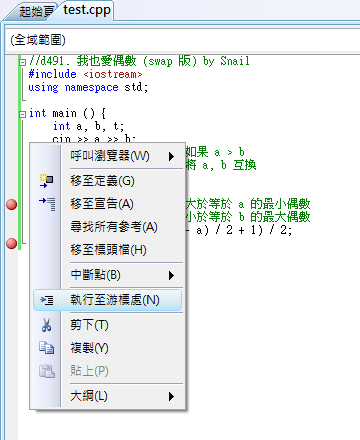 起始頁
test.cpp
(全域範圍)
//d491. 我也愛偶數 (swap 版) by Snail
#include <iostream>
using namespace std;
int main () {
int a, b, t;
cin >> a >> b;
如果 a > b
將 a, b 互換
大於等於 a 的最小偶數
小於等於 b 的最大偶數
- a) / 2 + 1) / 2;
呼叫瀏覽器(W)
移至定義(G)
移至宣告(A)
尋找所有參考(A)
移至標頭檔(H)
中斷點(B)
執行至游標處(N)
剪下(T)
複製(Y)
貼上(P)
大綱(L)